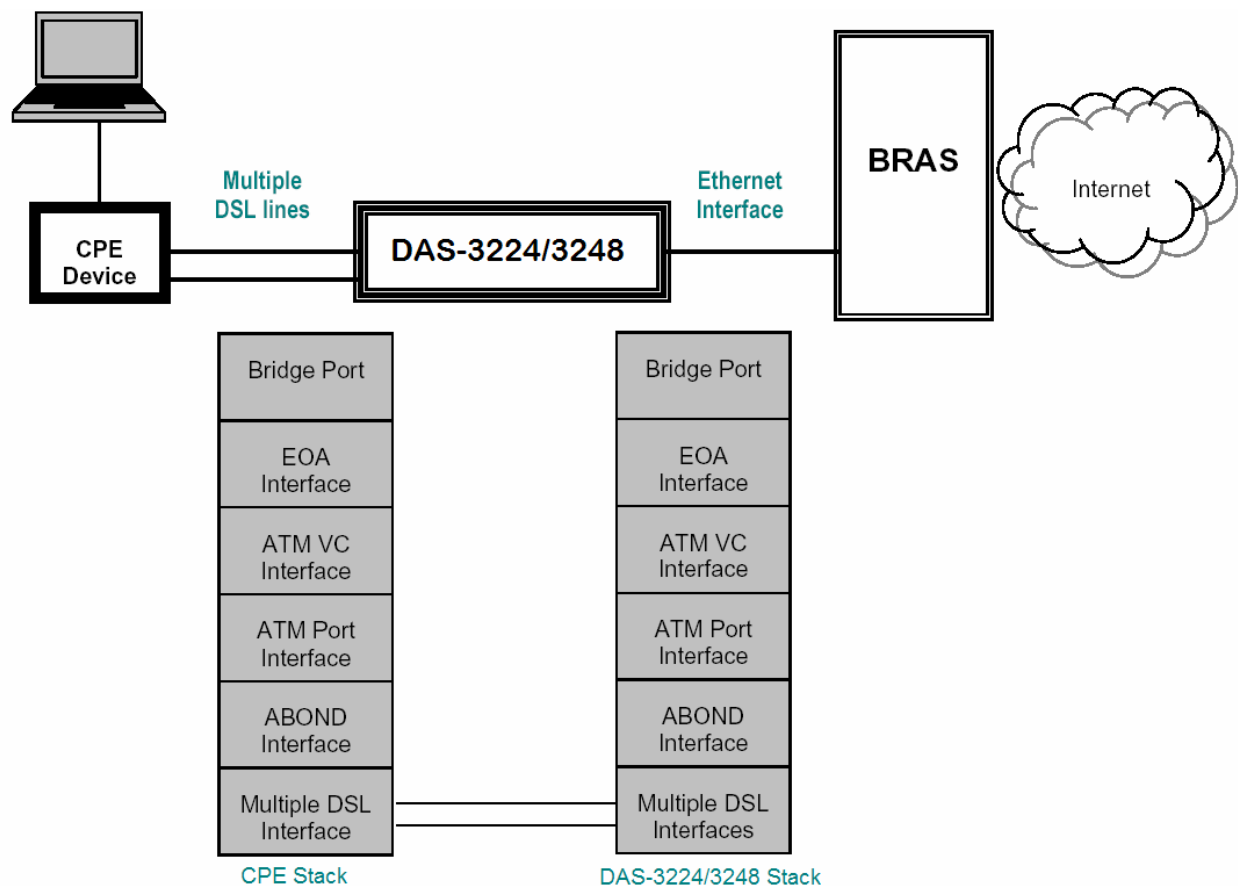 Multiple
DSL lines
Ethernet
Interface
BRAS
Internet
CPE
Device
DAS-3224/3248
Bridge Port
EOA
Interface
ATM VC
Interface
ATM Port
Interface
ABOND
Interface
Multiple DSL
Interface
CPE Stack
Bridge Port
EOA
Interface
ATM VC
Interface
ATM Port
Interface
ABOND
Interface
Multiple DSL
Interfaces
DAS-3224/3248 Stack